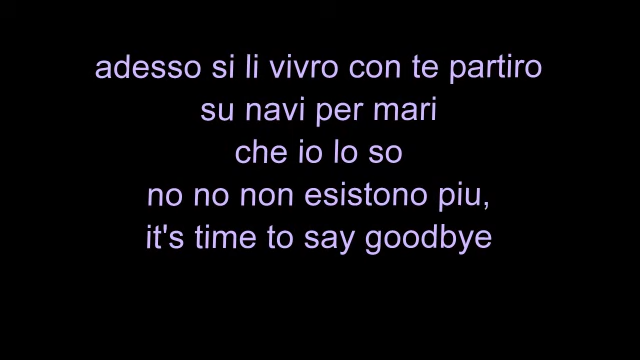 adesso si li vivro con te partiro
su navi per mari
che io lo so
no no non esistono piu,
it's time to say goodbye